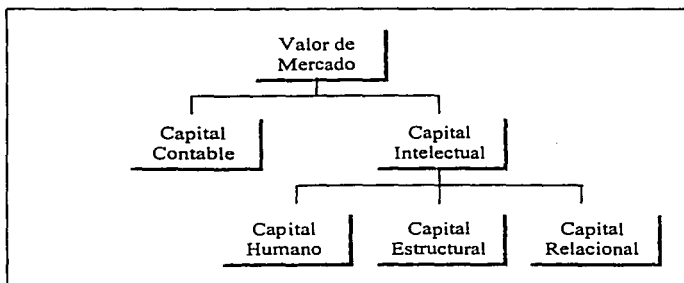 Valor de
Mercado
Capital
Contable
Capital
Intelectual
Capital
Humano
Capital
Estructural
Capital
Relacional